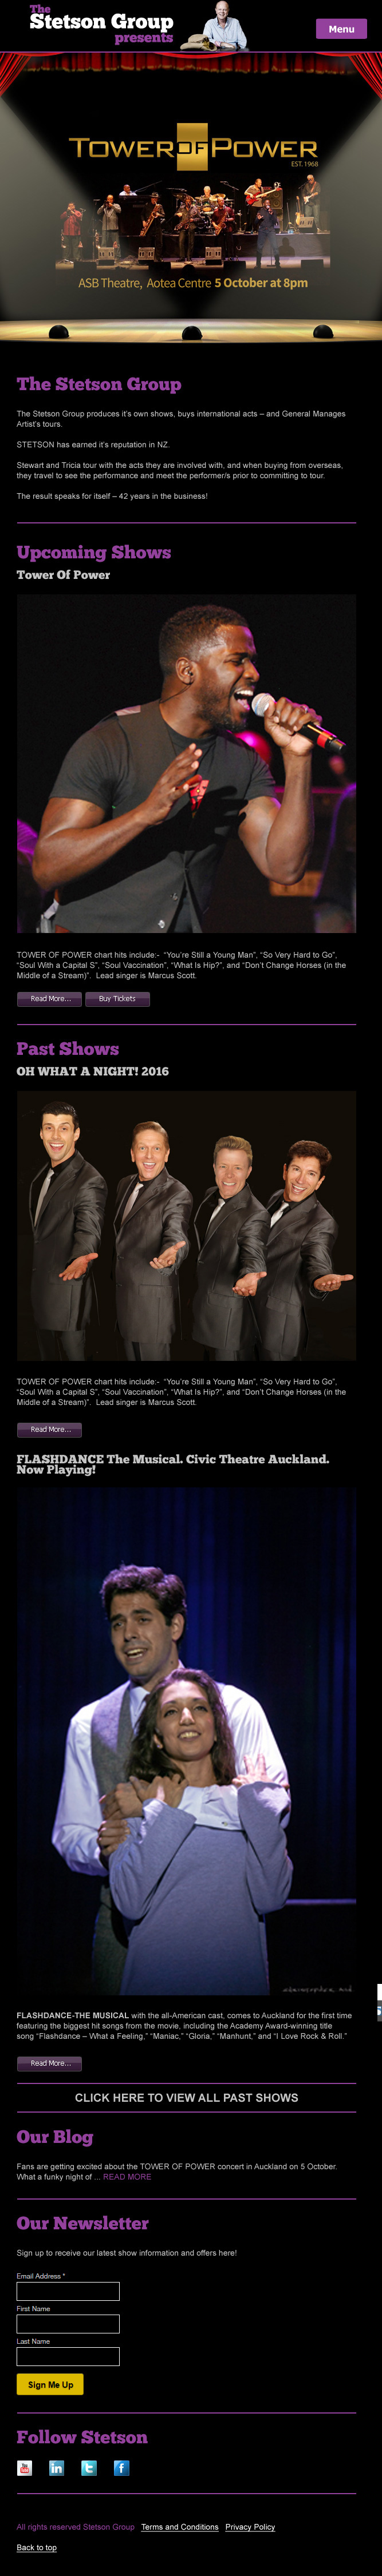 The
Stetson Group
presents
Menu
TOWER OF POWER
EST.1968
ASB Theatre, Aotea Centre 5 October at 8pm
The Stetson Group
The Stetson Group produces it's own shows, buys international acts – and General Manages
Artist's tours.
STETSON has earned it's reputation in NZ.
Stewart and Tricia tour with the acts they are involved with, and when buying from overseas,
they travel to see the performance and meet the performer/s prior to committing to tour.
The result speaks for itself – 42 years in the business!
Upcoming Shows
Tower Of Power
TOWER OF POWER chart hits include:- "You're Still a Young Man", "So Very Hard to Go",
"Soul With a Capital S", "Soul Vaccination", "What Is Hip?", and "Don't Change Horses (in the
Middle of a Stream)". Lead singer is Marcus Scott.
Read More... Buy Tickets
Past Shows
OH WHAT A NIGHT! 2016
TOWER OF POWER chart hits include:- "You're Still a Young Man", "So Very Hard to Go",
"Soul With a Capital S", "Soul Vaccination", "What Is Hip?", and "Don't Change Horses (in the
Middle of a Stream)". Lead singer is Marcus Scott.
Read More...
FLASHDANCE The Musical. Civic Theatre Auckland.
Now Playing!
FLASHDANCE-THE MUSICAL with the all-American cast, comes to Auckland for the first time
featuring the biggest hit songs from the movie, including the Academy Award-winning title
song "Flashdance – What a Feeling," "Maniac," "Gloria," "Manhunt," and "I Love Rock & Roll."
Read More...
CLICK HERE TO VIEW ALL PAST SHOWS
Our Blog
Fans are getting excited about the TOWER OF POWER concert in Auckland on 5 October.
What a funky night of ... READ MORE
Our Newsletter
Sign up to receive our latest show information and offers here!
Email Address *
First Name
Last Name
Sign Me Up
Follow Stetson
You Tube in t f
All rights reserved Stetson Group Terms and Conditions Privacy Policy
Back to top